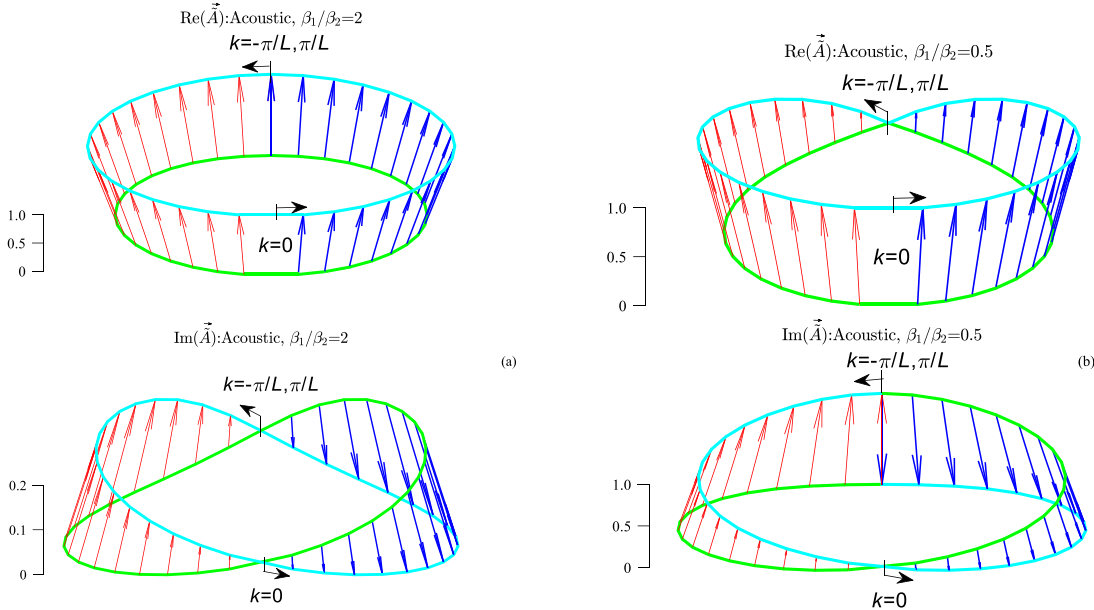 Re(Ã⃗):Acoustic, β₁/β₂=2
k=-π/L,π/L
1.0
0.5
0
k=0
Im(Ã⃗):Acoustic, β₁/β₂=2
(a)
k=-π/L,π/L
0.2
0.1
0
k=0
Re(Ã⃗):Acoustic, β₁/β₂=0.5
k=-π/L,π/L
1.0
0.5
0
k=0
Im(Ã⃗):Acoustic, β₁/β₂=0.5
k=-π/L,π/L
(b)
1.0
0.5
0
k=0